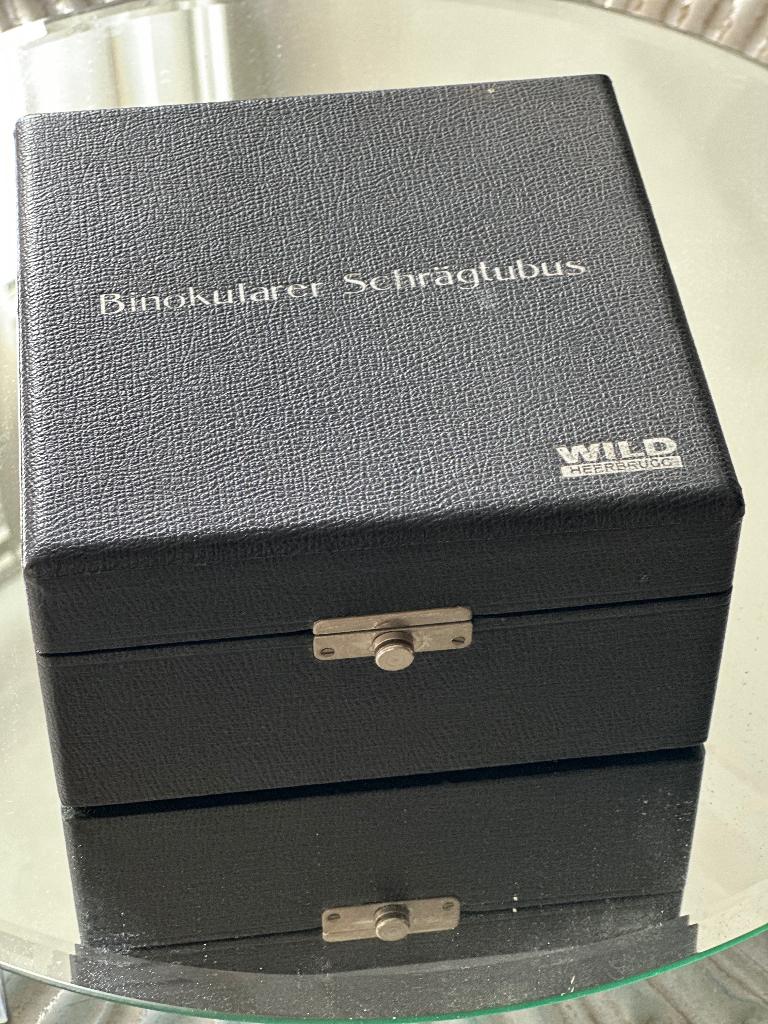 Binokularer Schrägtubus
WILD
HEERBRUGG